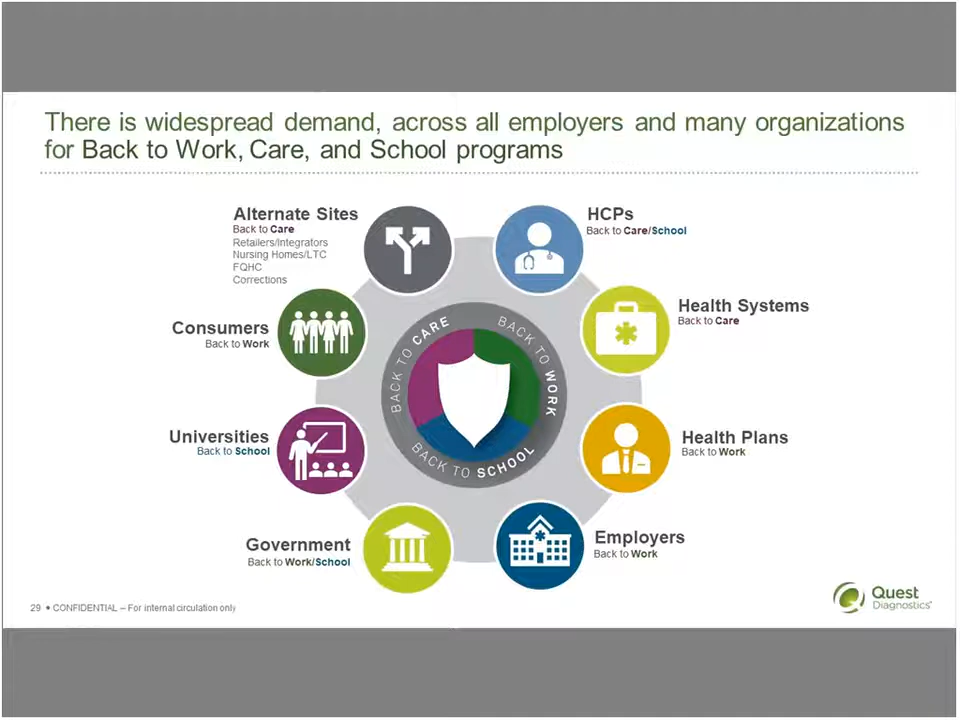 There is widespread demand, across all employers and many organizations
for Back to Work, Care, and School programs
Alternate Sites
Back to Care
Retailers/Integrators
Nursing Homes/LTC
FQHC
Corrections
HCPs
Back to Care/School
Consumers
Back to Work
Health Systems
Back to Care
BACK TO CARE
BACK TO WORK
BACK TO SCHOOL
Universities
Back to School
Health Plans
Back to Work
Government
Back to Work/School
Employers
Back to Work
29 • CONFIDENTIAL – For internal circulation only
Quest
Diagnostics®